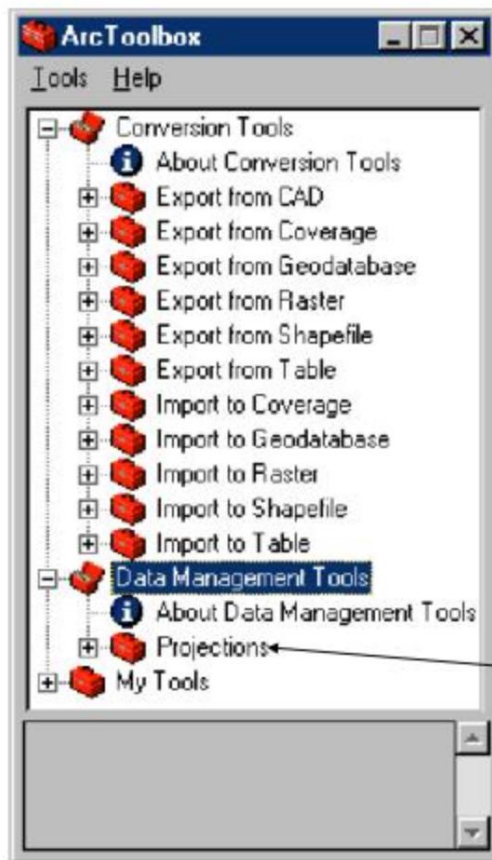 ArcToolbox
Tools Help
Conversion Tools
About Conversion Tools
Export from CAD
Export from Coverage
Export from Geodatabase
Export from Raster
Export from Shapefile
Export from Table
Import to Coverage
Import to Geodatabase
Import to Raster
Import to Shapefile
Import to Table
Data Management Tools
About Data Management Tools
Projections
My Tools